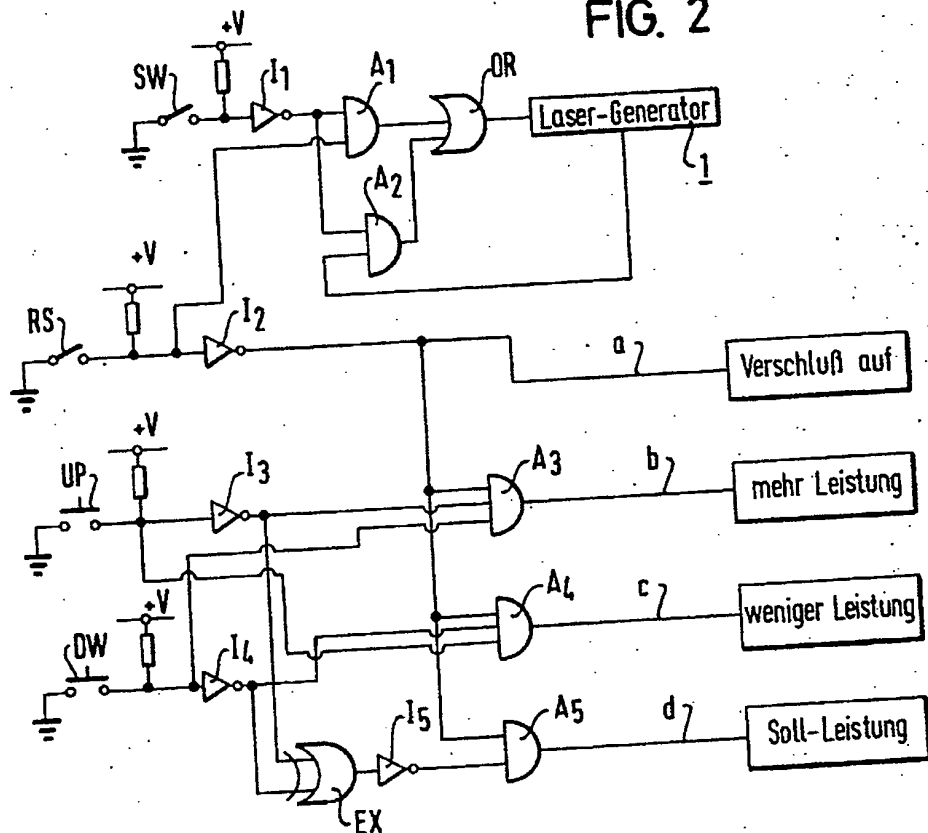 FIG. 2
+V
SW
I1
A1
OR
Laser-Generator
1
A2
+V
RS
I2
a
Verschluß auf
+V
UP
I3
A3
b
mehr Leistung
+V
DW
I4
A4
c
weniger Leistung
I5
A5
d
Soll-Leistung
EX